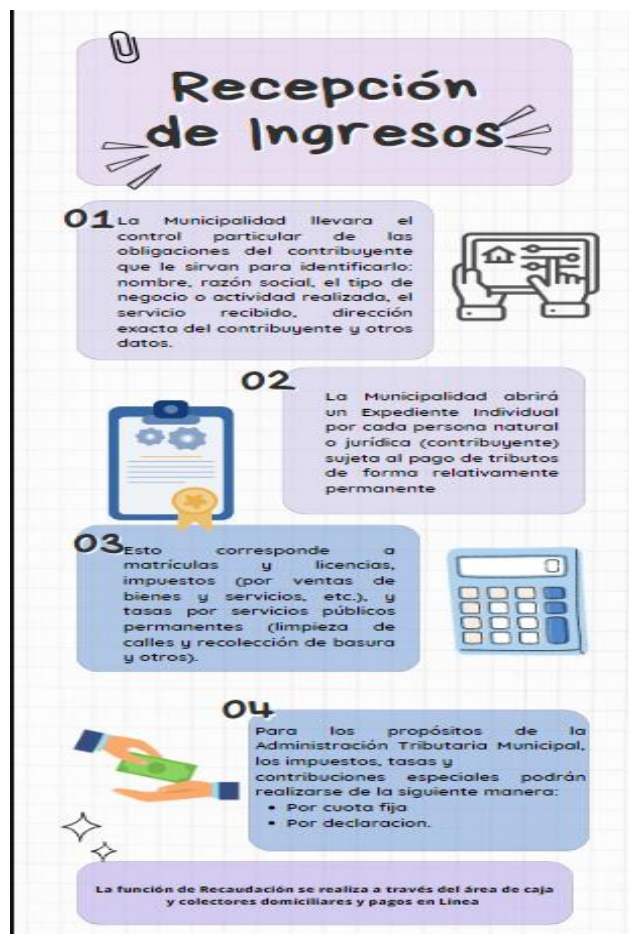 Recepción
de Ingresos
01
La Municipalidad llevara el
control particular de las
obligaciones del contribuyente
que le sirvan para identificarlo:
nombre, razón social, el tipo de
negocio o actividad realizada, el
servicio recibido, dirección
exacta del contribuyente y otros
datos.
02
La Municipalidad abrirá
un Expediente Individual
por cada persona natural
o jurídica (contribuyente)
sujeta al pago de tributos
de forma relativamente
permanente
03
Esto corresponde a
matrículas y licencias,
impuestos (por ventas de
bienes y servicios, etc.), y
tasas por servicios públicos
permanentes (limpieza de
calles y recolección de basura
y otros).
04
Para los propósitos de la
Administración Tributaria Municipal,
los impuestos, tasas y
contribuciones especiales podrán
realizarse de la siguiente manera:
• Por cuota fija
• Por declaracion.
La función de Recaudación se realiza a través del área de caja
y colectores domiciliares y pagos en Linea